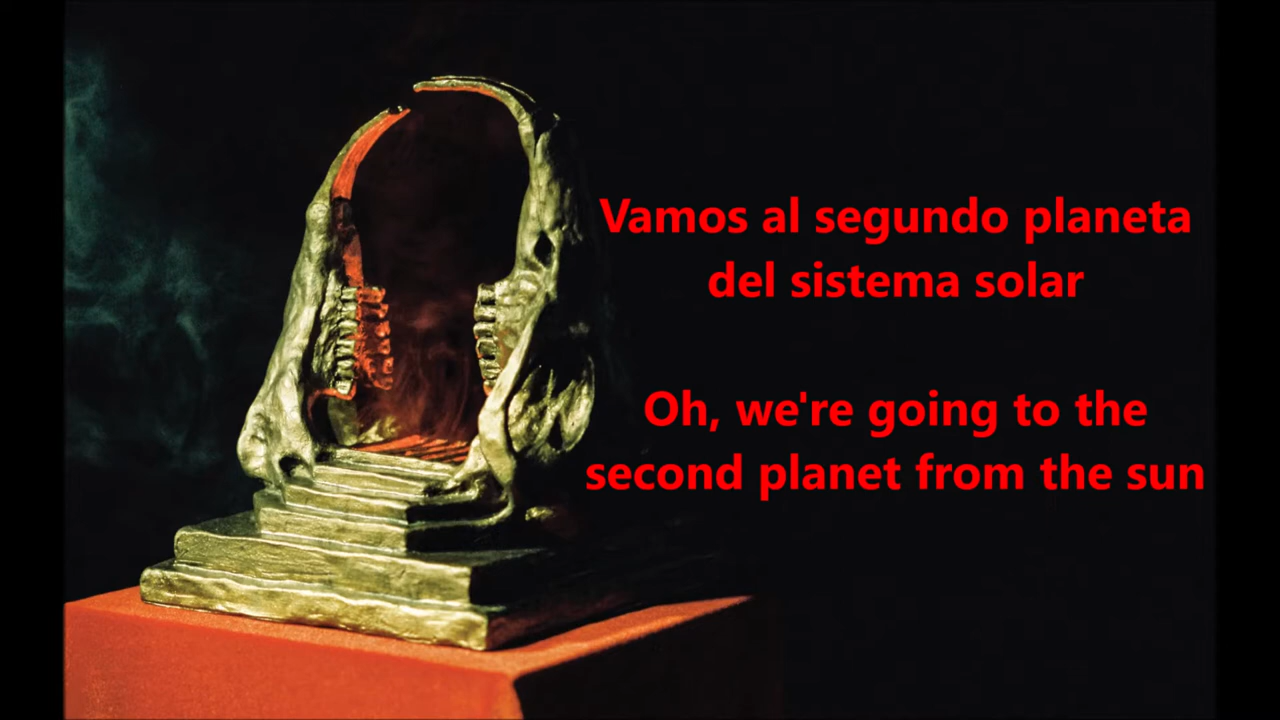 Vamos al segundo planeta
del sistema solar
Oh, we're going to the
second planet from the sun